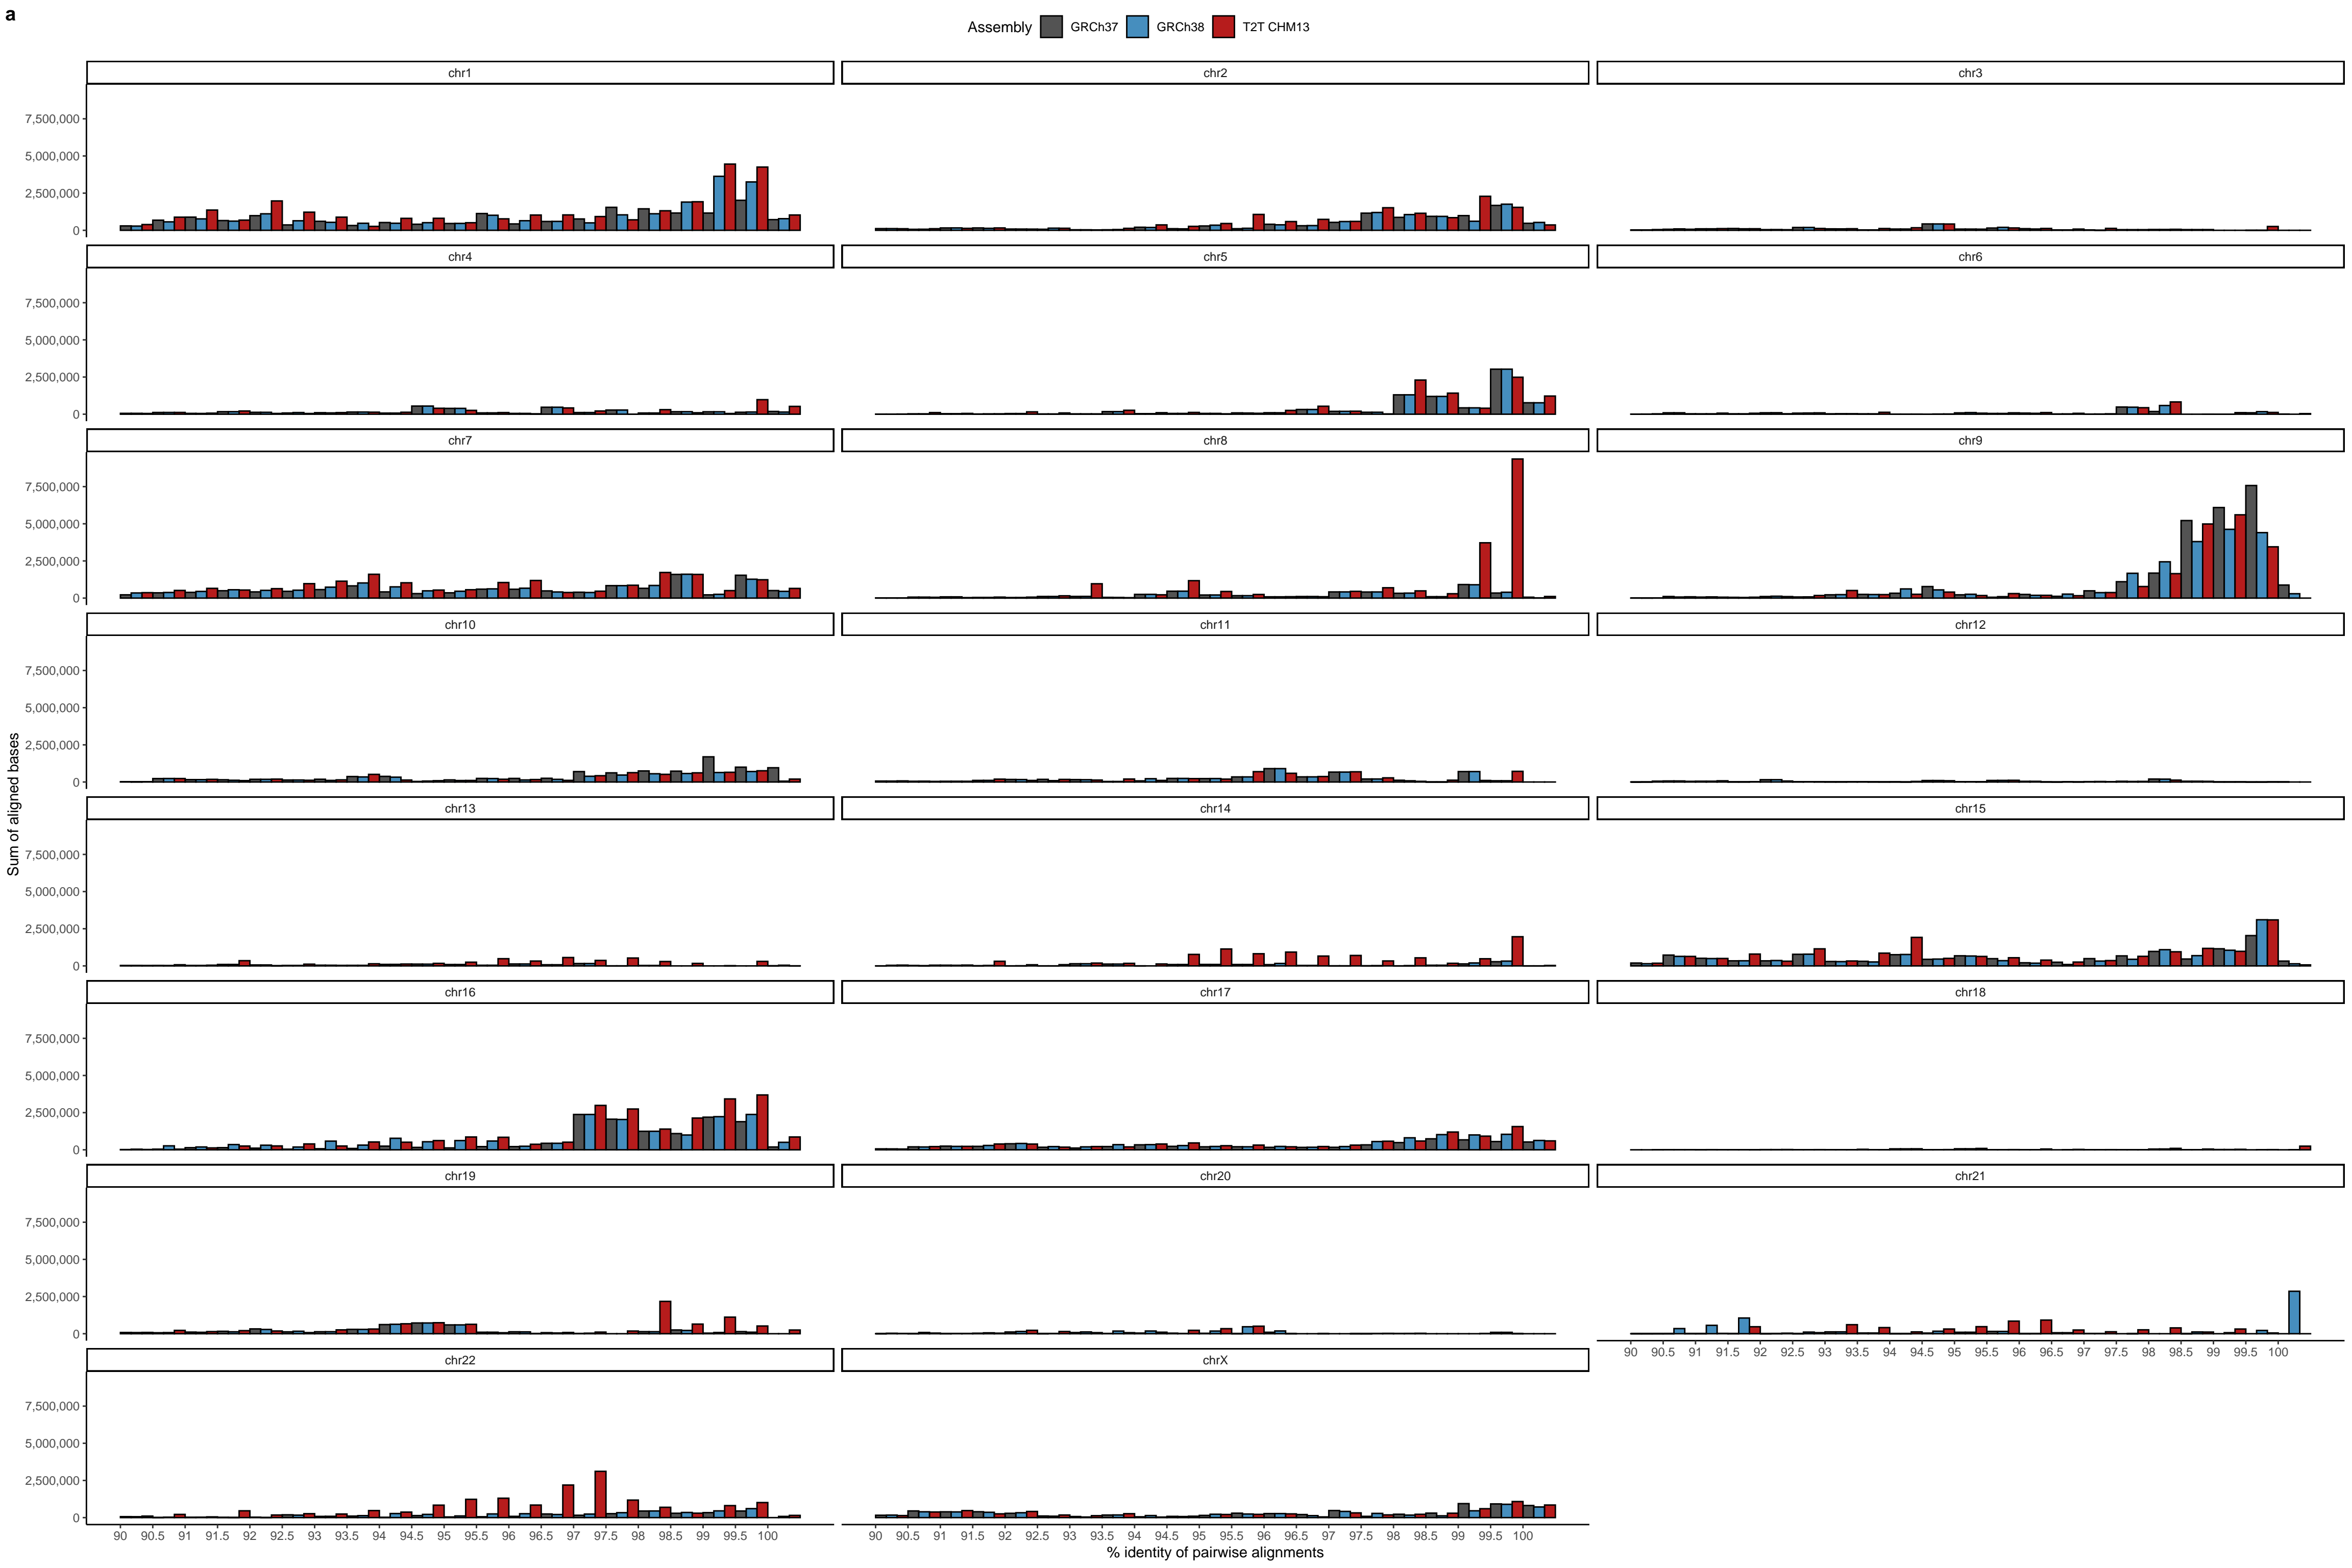 a
Assembly GRCh37 GRCh38 T2T CHM13
chr1 chr2 chr3
7,500,000
5,000,000
2,500,000
0
chr4 chr5 chr6
7,500,000
5,000,000
2,500,000
0
chr7 chr8 chr9
7,500,000
5,000,000
2,500,000
0
chr10 chr11 chr12
7,500,000
5,000,000
2,500,000
0
Sum of aligned bases
chr13 chr14 chr15
7,500,000
5,000,000
2,500,000
0
chr16 chr17 chr18
7,500,000
5,000,000
2,500,000
0
chr19 chr20 chr21
7,500,000
5,000,000
2,500,000
0
90 90.5 91 91.5 92 92.5 93 93.5 94 94.5 95 95.5 96 96.5 97 97.5 98 98.5 99 99.5 100
chr22 chrX
7,500,000
5,000,000
2,500,000
0
90 90.5 91 91.5 92 92.5 93 93.5 94 94.5 95 95.5 96 96.5 97 97.5 98 98.5 99 99.5 100
90 90.5 91 91.5 92 92.5 93 93.5 94 94.5 95 95.5 96 96.5 97 97.5 98 98.5 99 99.5 100
% identity of pairwise alignments